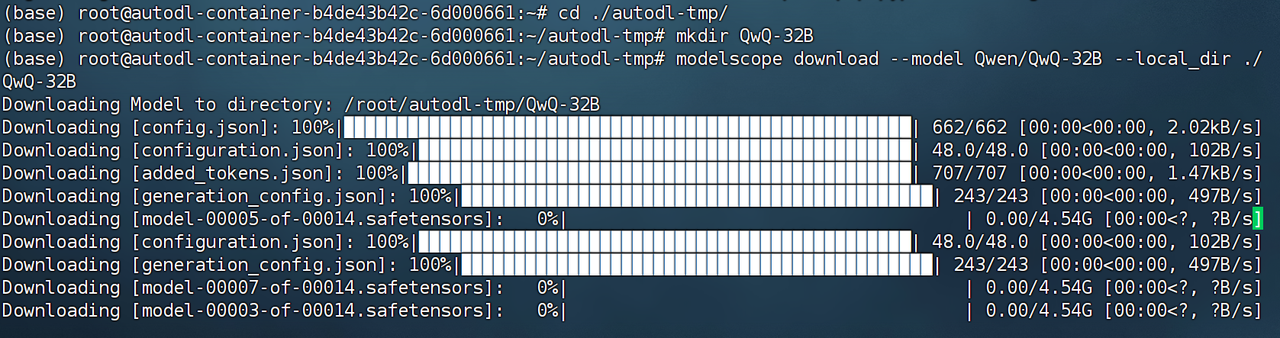 (base) root@autodl-container-b4de43b42c-6d000661:~# cd ./autodl-tmp/
(base) root@autodl-container-b4de43b42c-6d000661:~/autodl-tmp# mkdir QwQ-32B
(base) root@autodl-container-b4de43b42c-6d000661:~/autodl-tmp# modelscope download --model Qwen/QwQ-32B --local_dir ./
QwQ-32B
Downloading Model to directory: /root/autodl-tmp/QwQ-32B
Downloading [config.json]: 100%| | 662/662 [00:00<00:00, 2.02kB/s]
Downloading [configuration.json]: 100%| | 48.0/48.0 [00:00<00:00, 102B/s]
Downloading [added_tokens.json]: 100%| | 707/707 [00:00<00:00, 1.47kB/s]
Downloading [generation_config.json]: 100%| | 243/243 [00:00<00:00, 497B/s]
Downloading [model-00005-of-00014.safetensors]: 0%| | 0.00/4.54G [00:00<?, ?B/s]
Downloading [configuration.json]: 100%| | 48.0/48.0 [00:00<00:00, 102B/s]
Downloading [generation_config.json]: 100%| | 243/243 [00:00<00:00, 497B/s]
Downloading [model-00007-of-00014.safetensors]: 0%| | 0.00/4.54G [00:00<?, ?B/s]
Downloading [model-00003-of-00014.safetensors]: 0%| | 0.00/4.54G [00:00<?, ?B/s]